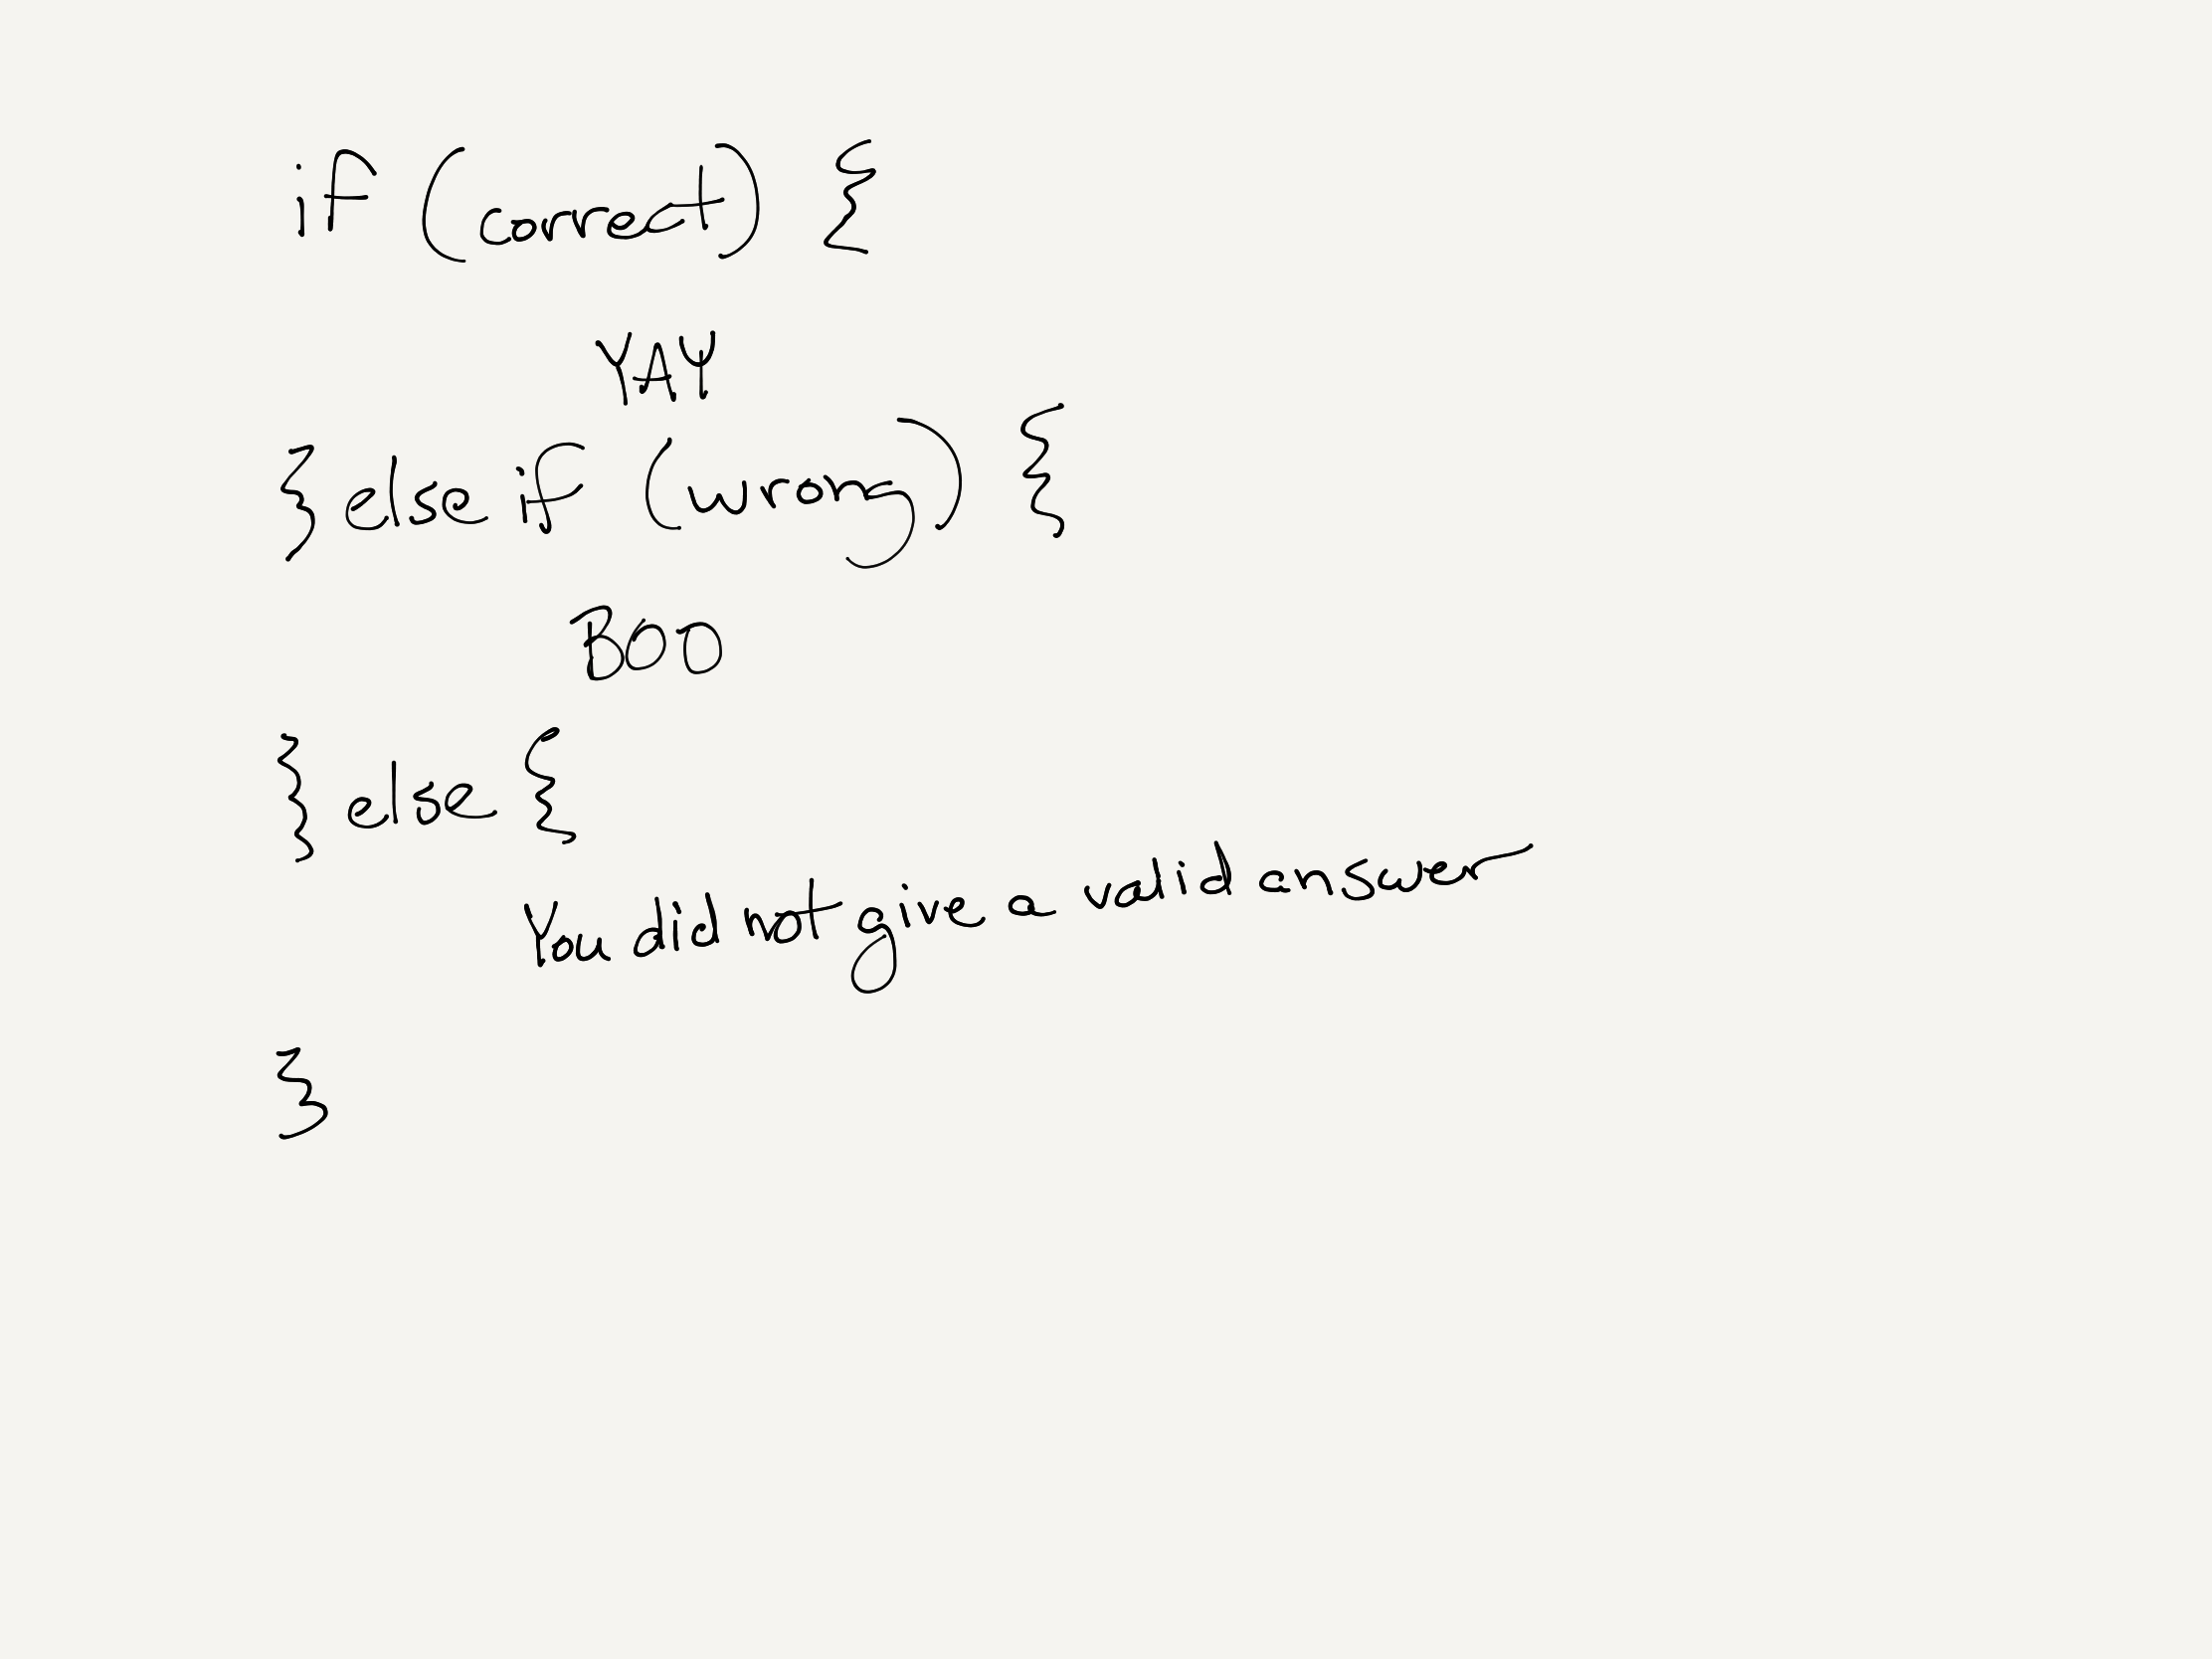 if (correct) {
YAY
} else if (wrong) {
BOO
} else {
You did not give a valid answer
}